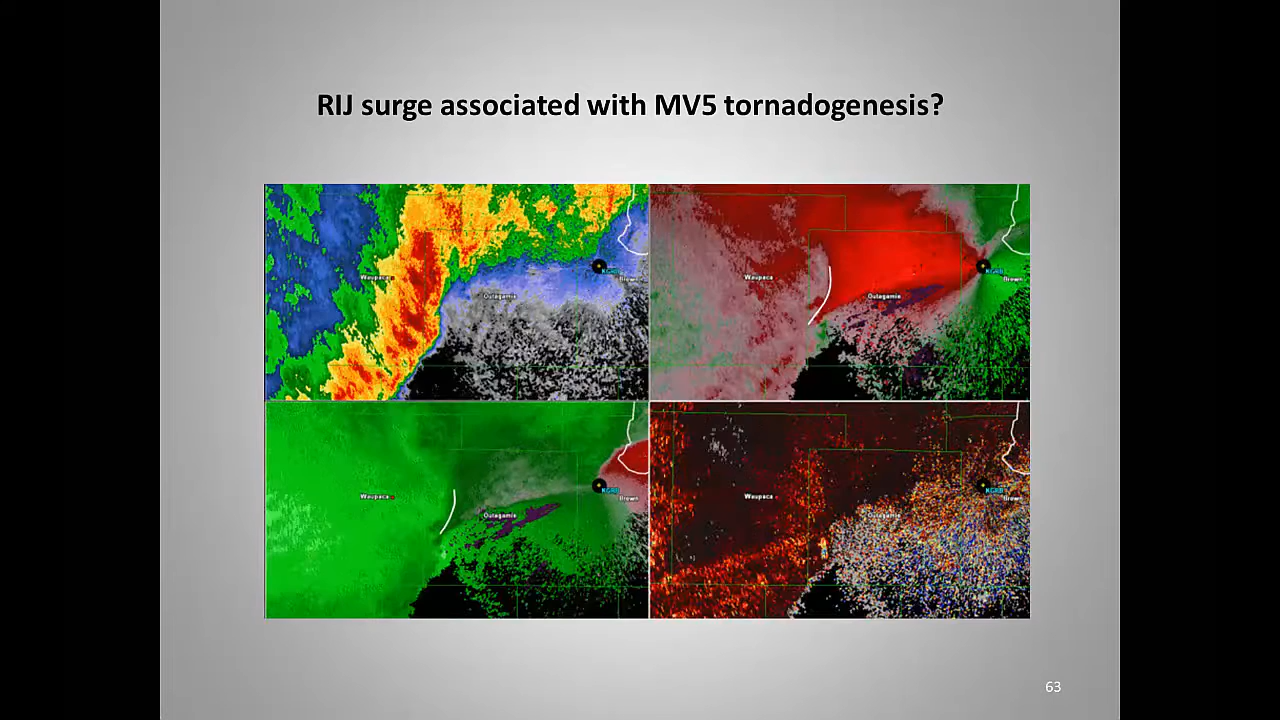 RIJ surge associated with MV5 tornadogenesis?
Waupaca
Outagamie
KGRB
Brown
Waupaca
Outagamie
KGRB
Brown
Waupaca
Outagamie
KGRB
Brown
Waupaca
Outagamie
KGRB
Brown
63